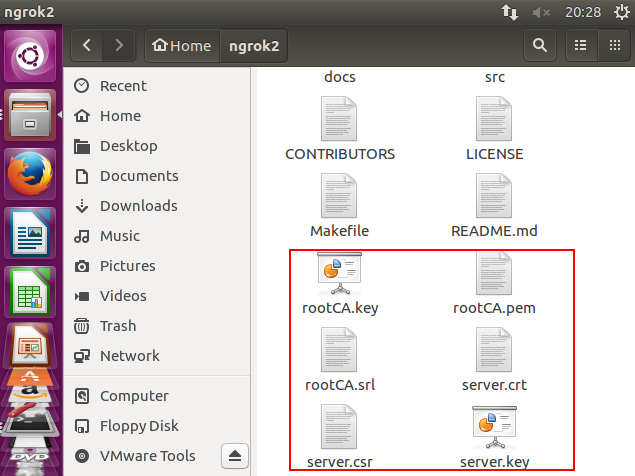 ngrok2
20:28
Home
ngrok2
Recent
Home
Desktop
Documents
Downloads
Music
Pictures
Videos
Trash
Network
Computer
Floppy Disk
VMware Tools
docs
src
CONTRIBUTORS
LICENSE
Makefile
README.md
rootCA.key
rootCA.pem
rootCA.srl
server.crt
server.csr
server.key